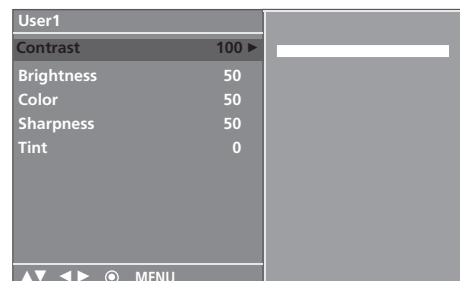 User1
Contrast 100 ►
Brightness 50
Color 50
Sharpness 50
Tint 0
▲▼ ◄► ◉ MENU